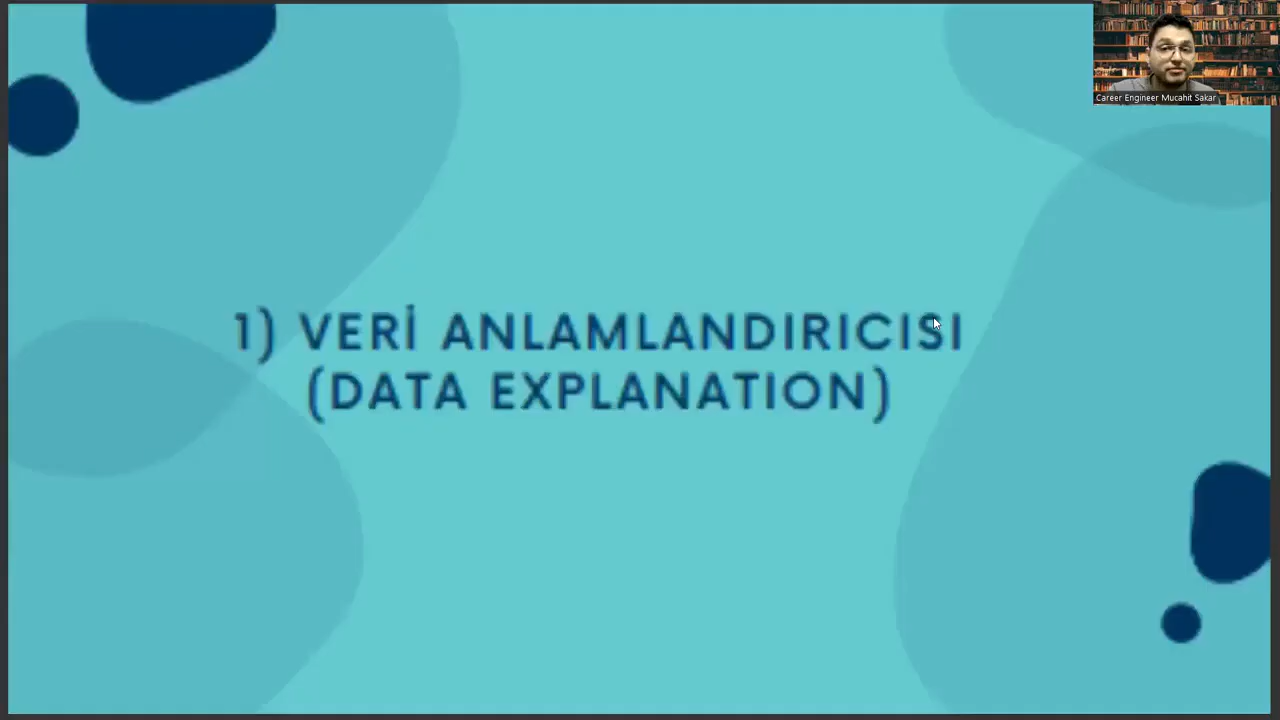 Career Engineer Mucahit Sakar
1) VERİ ANLAMLANDIRICISI
(DATA EXPLANATION)